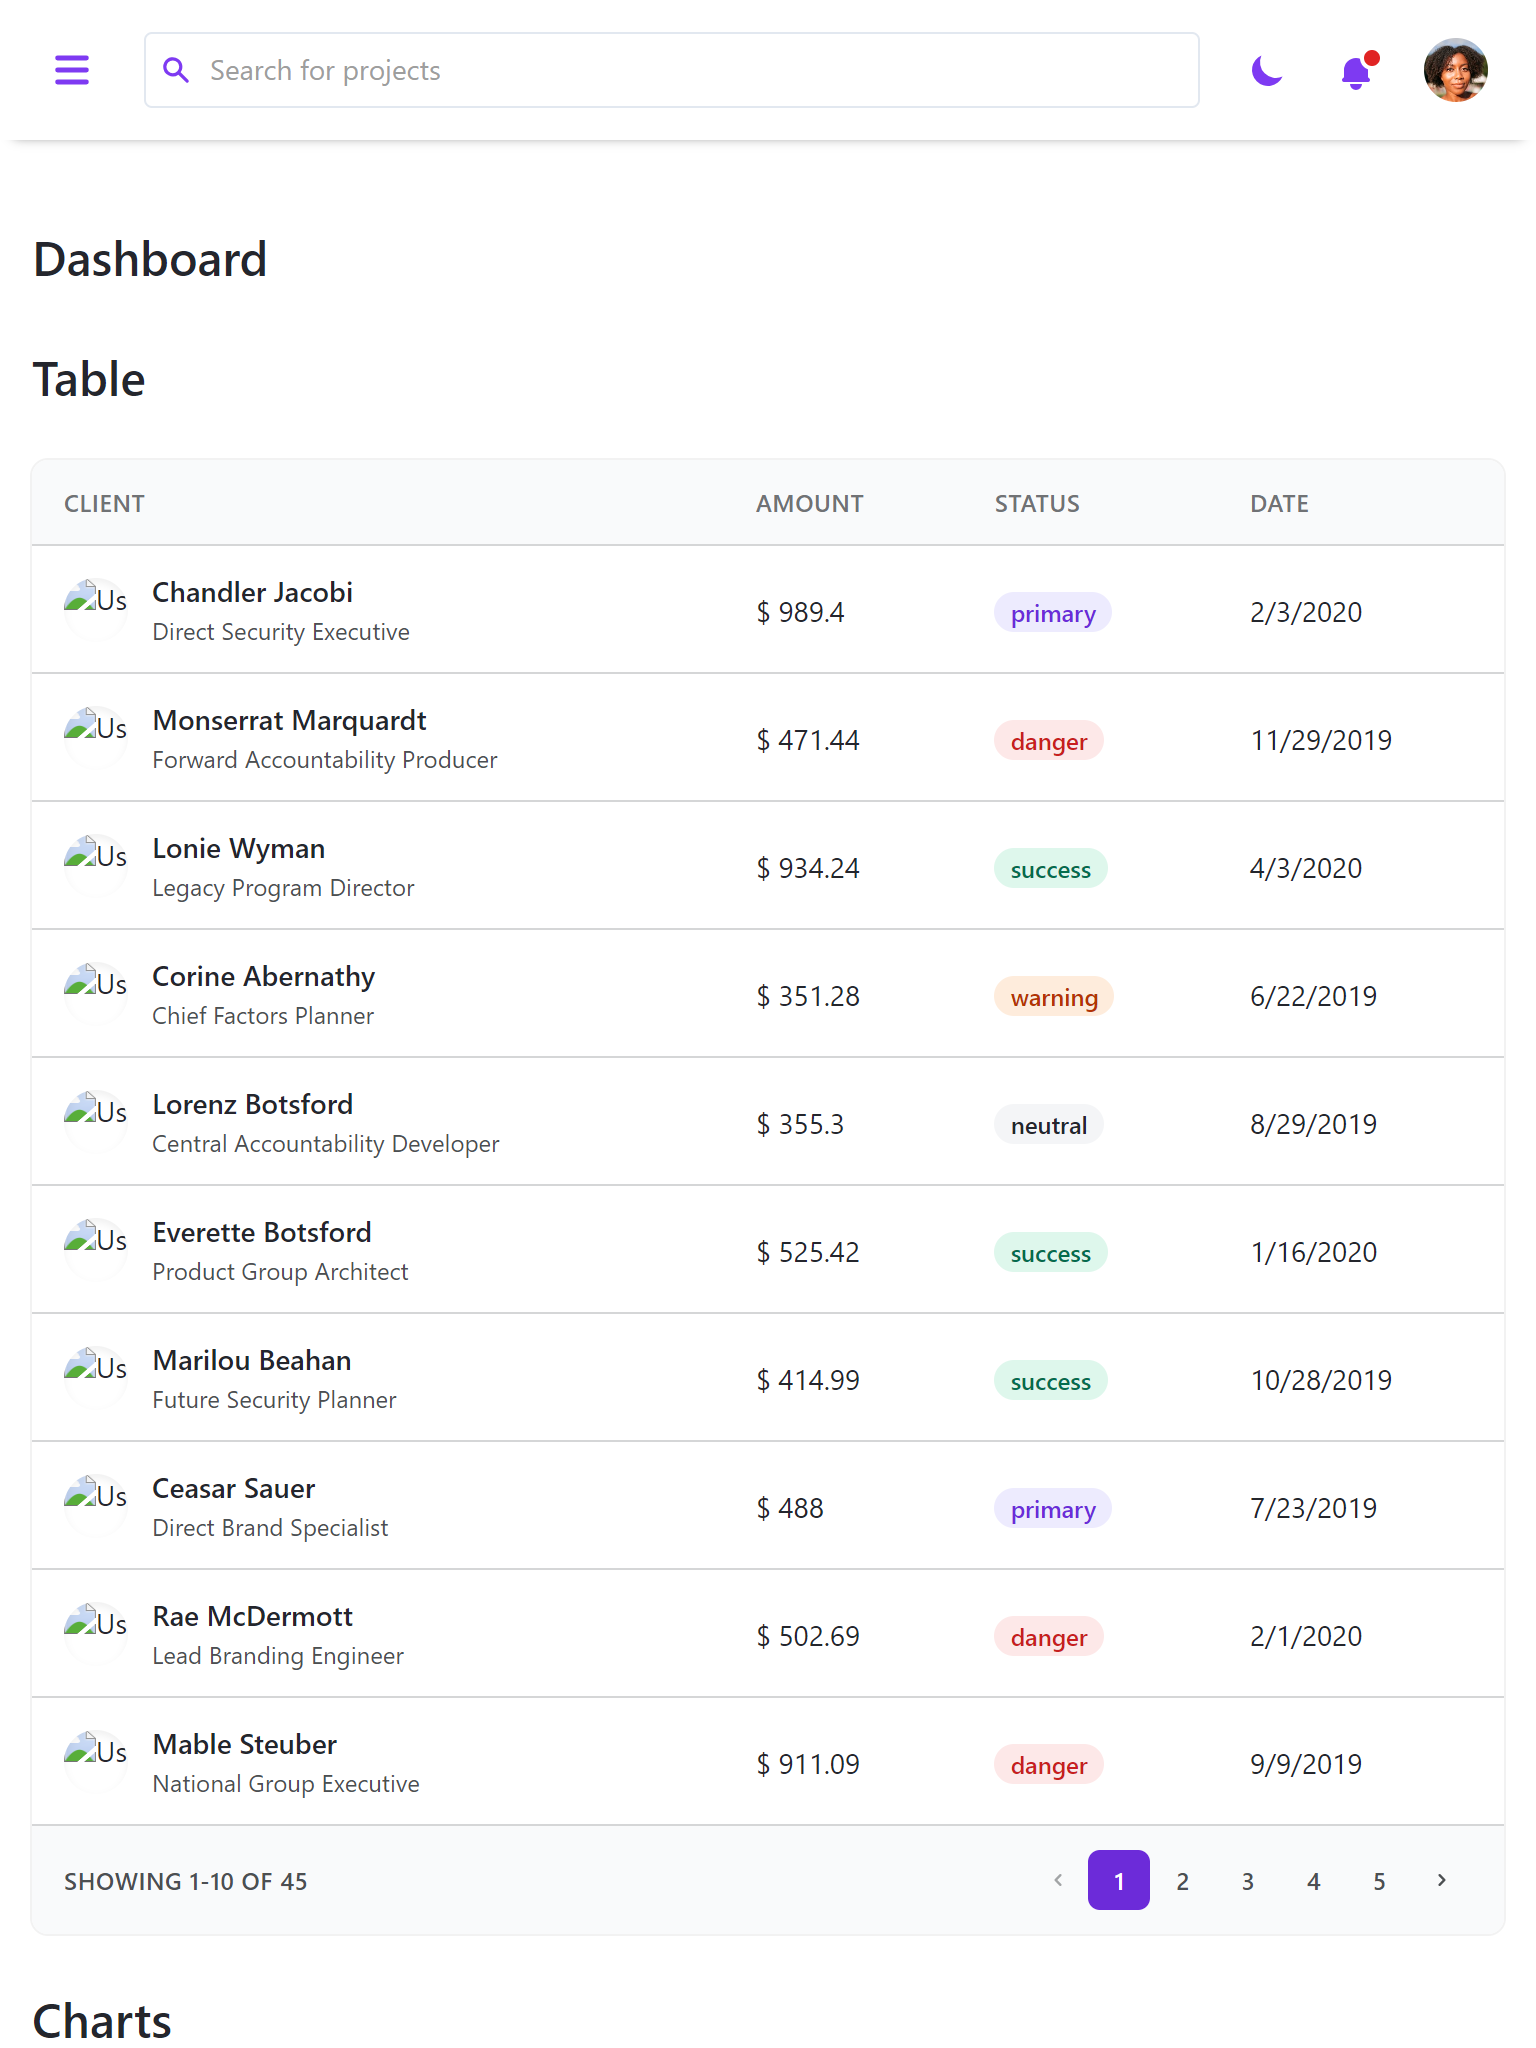 Search for projects
Dashboard
Table
CLIENT AMOUNT STATUS DATE
Us Chandler Jacobi
Direct Security Executive
$ 989.4 primary 2/3/2020
Us Monserrat Marquardt
Forward Accountability Producer
$ 471.44 danger 11/29/2019
Us Lonie Wyman
Legacy Program Director
$ 934.24 success 4/3/2020
Us Corine Abernathy
Chief Factors Planner
$ 351.28 warning 6/22/2019
Us Lorenz Botsford
Central Accountability Developer
$ 355.3 neutral 8/29/2019
Us Everette Botsford
Product Group Architect
$ 525.42 success 1/16/2020
Us Marilou Beahan
Future Security Planner
$ 414.99 success 10/28/2019
Us Ceasar Sauer
Direct Brand Specialist
$ 488 primary 7/23/2019
Us Rae McDermott
Lead Branding Engineer
$ 502.69 danger 2/1/2020
Us Mable Steuber
National Group Executive
$ 911.09 danger 9/9/2019
SHOWING 1-10 OF 45 1 2 3 4 5
Charts